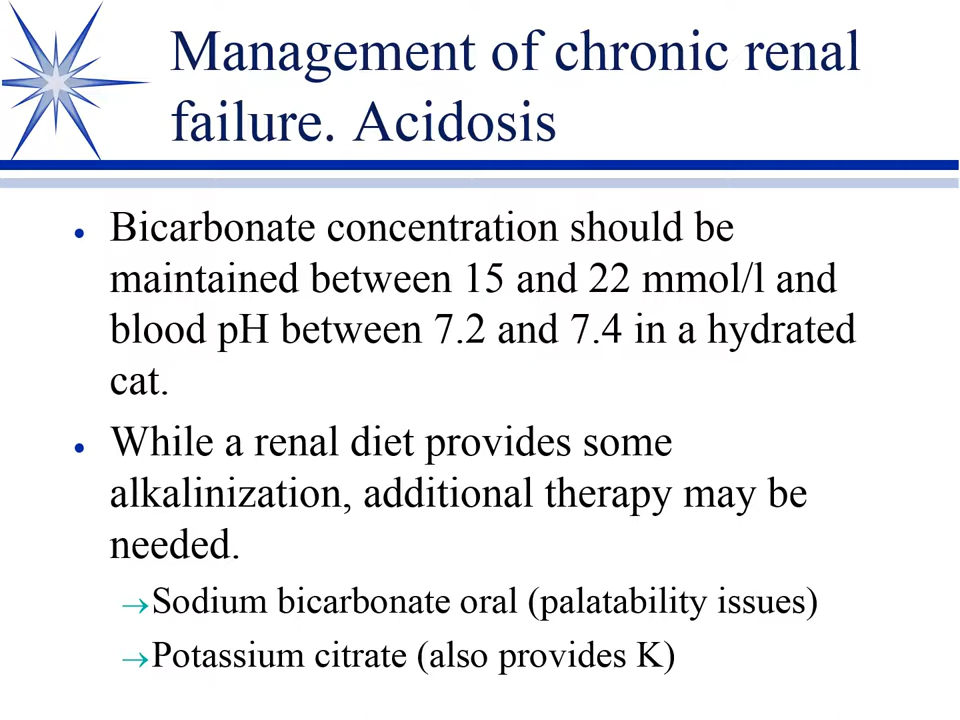 Management of chronic renal
failure. Acidosis
• Bicarbonate concentration should be
maintained between 15 and 22 mmol/l and
blood pH between 7.2 and 7.4 in a hydrated
cat.
• While a renal diet provides some
alkalinization, additional therapy may be
needed.
→Sodium bicarbonate oral (palatability issues)
→Potassium citrate (also provides K)